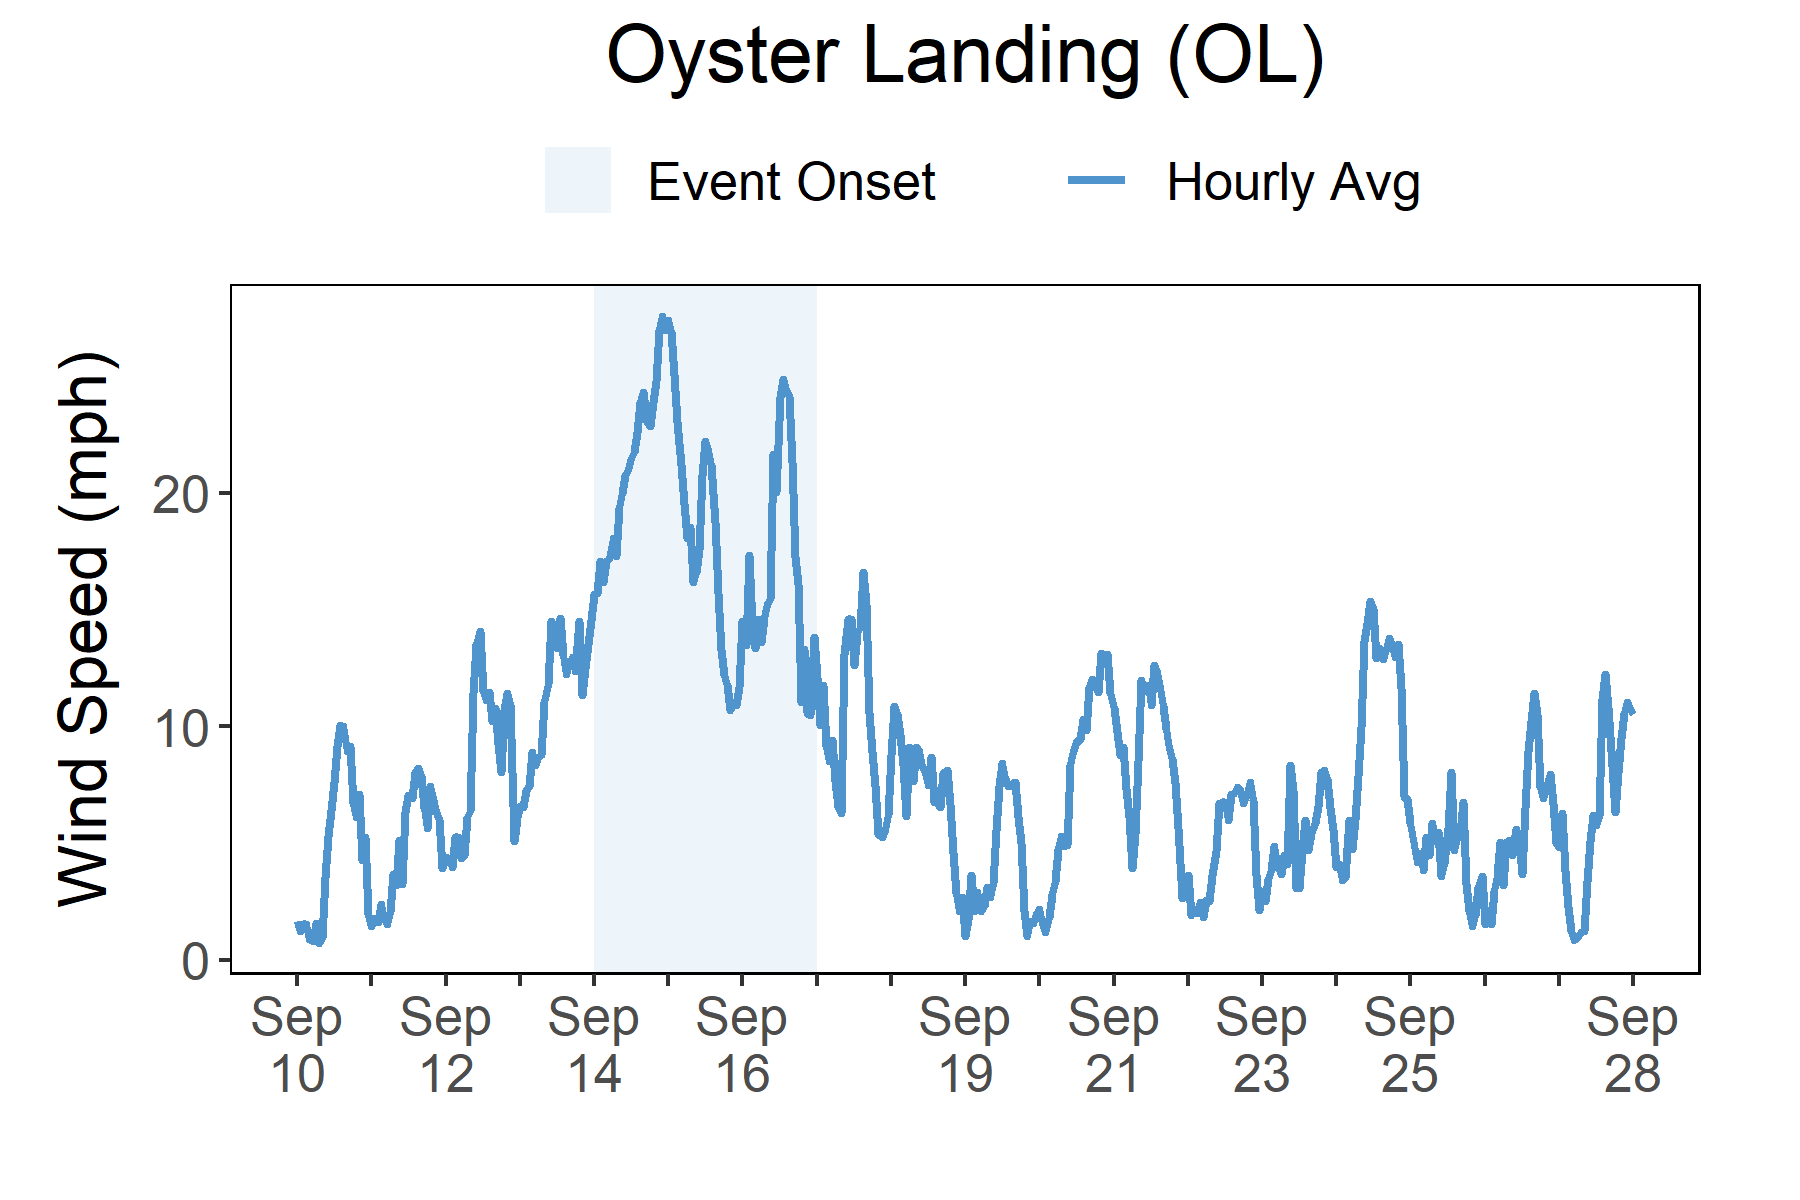 Oyster Landing (OL)
Event Onset Hourly Avg
Wind Speed (mph)
20
10
0
Sep Sep Sep Sep Sep Sep Sep Sep Sep
10 12 14 16 19 21 23 25 28